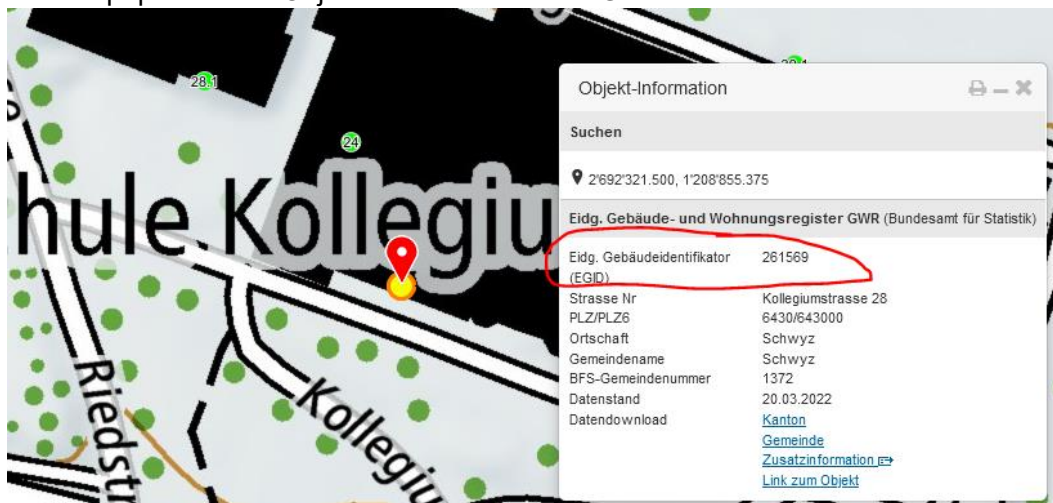 28.1
24
hule Kollegiu
Riedst
Kollegiu
Objekt-Information
Suchen
2'692'321.500, 1'208'855.375
Eidg. Gebäude- und Wohnungsregister GWR (Bundesamt für Statistik)
Eidg. Gebäudeidentifikator 261569
(EGID)
Strasse Nr Kollegiumstrasse 28
PLZ/PLZ6 6430/643000
Ortschaft Schwyz
Gemeindename Schwyz
BFS-Gemeindenummer 1372
Datenstand 20.03.2022
Datendownload Kanton
Gemeinde
Zusatzinformation
Link zum Objekt